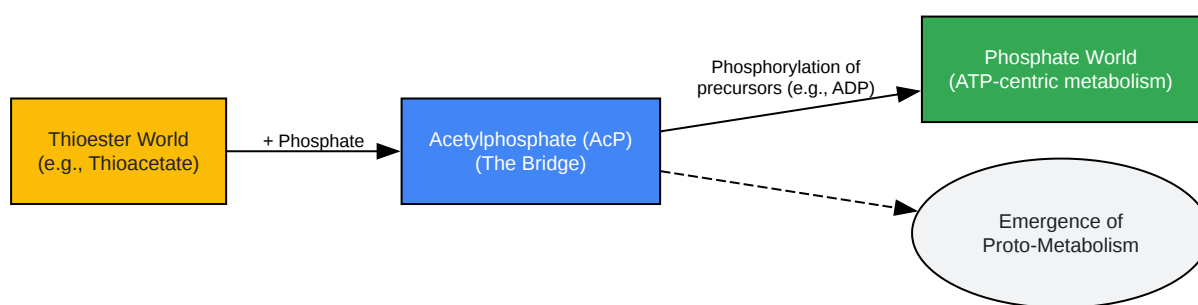 Thioester World
(e.g., Thioacetate)
+ Phosphate
Acetylphosphate (AcP)
(The Bridge)
Phosphorylation of
precursors (e.g., ADP)
Phosphate World
(ATP-centric metabolism)
Emergence of
Proto-Metabolism